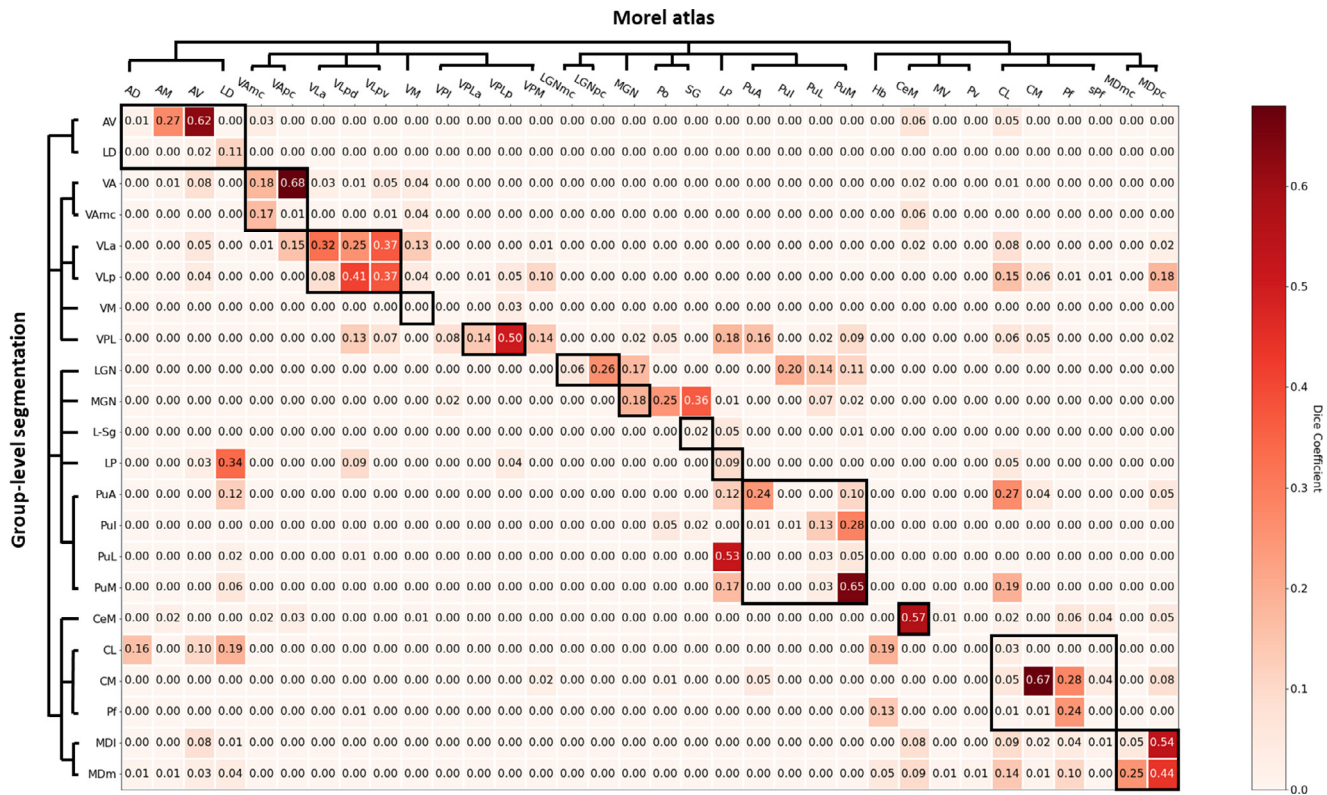 Morel atlas
AD AM AV LD VAmc VApc VLa VLpd VLpv VM VPI VPLa VPLp VPM LGNmc LGNpc MGN Po SG LP PuA PuI PuL PuM Hb CeM MV Pv CL CM Pf sPf MDmc MDpc
Group-level segmentation
AV 0.01 0.27 0.62 0.00 0.03 0.00 0.00 0.00 0.00 0.00 0.00 0.00 0.00 0.00 0.00 0.00 0.00 0.00 0.00 0.00 0.00 0.00 0.00 0.00 0.00 0.06 0.00 0.00 0.05 0.00 0.00 0.00 0.00 0.00
LD 0.00 0.00 0.02 0.11 0.00 0.00 0.00 0.00 0.00 0.00 0.00 0.00 0.00 0.00 0.00 0.00 0.00 0.00 0.00 0.00 0.00 0.00 0.00 0.00 0.00 0.00 0.00 0.00 0.00 0.00 0.00 0.00 0.00 0.00
VA 0.00 0.01 0.08 0.00 0.18 0.68 0.03 0.01 0.05 0.04 0.00 0.00 0.00 0.00 0.00 0.00 0.00 0.00 0.00 0.00 0.00 0.00 0.00 0.00 0.00 0.02 0.00 0.00 0.01 0.00 0.00 0.00 0.00 0.00
VAmc 0.00 0.00 0.00 0.00 0.17 0.01 0.00 0.00 0.01 0.04 0.00 0.00 0.00 0.00 0.00 0.00 0.00 0.00 0.00 0.00 0.00 0.00 0.00 0.00 0.00 0.06 0.00 0.00 0.00 0.00 0.00 0.00 0.00 0.00
VLa 0.00 0.00 0.05 0.00 0.01 0.15 0.32 0.25 0.37 0.13 0.00 0.00 0.00 0.01 0.00 0.00 0.00 0.00 0.00 0.00 0.00 0.00 0.00 0.00 0.00 0.02 0.00 0.00 0.08 0.00 0.00 0.00 0.00 0.02
VLp 0.00 0.00 0.04 0.00 0.00 0.00 0.08 0.41 0.37 0.04 0.00 0.01 0.05 0.10 0.00 0.00 0.00 0.00 0.00 0.00 0.00 0.00 0.00 0.00 0.00 0.00 0.00 0.00 0.15 0.06 0.01 0.01 0.00 0.18
VM 0.00 0.00 0.00 0.00 0.00 0.00 0.00 0.00 0.00 0.00 0.00 0.00 0.03 0.00 0.00 0.00 0.00 0.00 0.00 0.00 0.00 0.00 0.00 0.00 0.00 0.00 0.00 0.00 0.00 0.00 0.00 0.00 0.00 0.00
VPL 0.00 0.00 0.00 0.00 0.00 0.00 0.00 0.13 0.07 0.00 0.08 0.14 0.50 0.14 0.00 0.00 0.02 0.05 0.00 0.18 0.16 0.00 0.02 0.09 0.00 0.00 0.00 0.00 0.06 0.05 0.00 0.00 0.00 0.02
LGN 0.00 0.00 0.00 0.00 0.00 0.00 0.00 0.00 0.00 0.00 0.00 0.00 0.00 0.00 0.06 0.26 0.17 0.00 0.00 0.00 0.00 0.20 0.14 0.11 0.00 0.00 0.00 0.00 0.00 0.00 0.00 0.00 0.00 0.00
MGN 0.00 0.00 0.00 0.00 0.00 0.00 0.00 0.00 0.00 0.00 0.02 0.00 0.00 0.00 0.00 0.00 0.18 0.25 0.36 0.01 0.00 0.00 0.07 0.02 0.00 0.00 0.00 0.00 0.00 0.00 0.00 0.00 0.00 0.00
L-Sg 0.00 0.00 0.00 0.00 0.00 0.00 0.00 0.00 0.00 0.00 0.00 0.00 0.00 0.00 0.00 0.00 0.00 0.00 0.02 0.05 0.00 0.00 0.00 0.01 0.00 0.00 0.00 0.00 0.00 0.00 0.00 0.00 0.00 0.00
LP 0.00 0.00 0.03 0.34 0.00 0.00 0.00 0.09 0.00 0.00 0.00 0.00 0.04 0.00 0.00 0.00 0.00 0.00 0.00 0.09 0.00 0.00 0.00 0.00 0.00 0.00 0.00 0.00 0.05 0.00 0.00 0.00 0.00 0.00
PuA 0.00 0.00 0.00 0.12 0.00 0.00 0.00 0.00 0.00 0.00 0.00 0.00 0.00 0.00 0.00 0.00 0.00 0.00 0.00 0.12 0.24 0.00 0.00 0.10 0.00 0.00 0.00 0.00 0.27 0.04 0.00 0.00 0.00 0.05
PuI 0.00 0.00 0.00 0.00 0.00 0.00 0.00 0.00 0.00 0.00 0.00 0.00 0.00 0.00 0.00 0.00 0.00 0.05 0.02 0.00 0.01 0.01 0.13 0.28 0.00 0.00 0.00 0.00 0.00 0.00 0.00 0.00 0.00 0.00
PuL 0.00 0.00 0.00 0.02 0.00 0.00 0.00 0.01 0.00 0.00 0.00 0.00 0.00 0.00 0.00 0.00 0.00 0.00 0.00 0.53 0.00 0.00 0.03 0.05 0.00 0.00 0.00 0.00 0.00 0.00 0.00 0.00 0.00 0.00
PuM 0.00 0.00 0.00 0.06 0.00 0.00 0.00 0.00 0.00 0.00 0.00 0.00 0.00 0.00 0.00 0.00 0.00 0.00 0.00 0.17 0.00 0.00 0.03 0.65 0.00 0.00 0.00 0.00 0.19 0.00 0.00 0.00 0.00 0.00
CeM 0.00 0.02 0.00 0.00 0.02 0.03 0.00 0.00 0.00 0.01 0.00 0.00 0.00 0.00 0.00 0.00 0.00 0.00 0.00 0.00 0.00 0.00 0.00 0.00 0.00 0.57 0.01 0.00 0.02 0.00 0.06 0.04 0.00 0.05
CL 0.16 0.00 0.10 0.19 0.00 0.00 0.00 0.00 0.00 0.00 0.00 0.00 0.00 0.00 0.00 0.00 0.00 0.00 0.00 0.00 0.00 0.00 0.00 0.00 0.19 0.00 0.00 0.00 0.03 0.00 0.00 0.00 0.00 0.00
CM 0.00 0.00 0.00 0.00 0.00 0.00 0.00 0.00 0.00 0.00 0.00 0.00 0.00 0.02 0.00 0.00 0.00 0.01 0.00 0.00 0.05 0.00 0.00 0.00 0.00 0.00 0.00 0.00 0.05 0.67 0.28 0.04 0.00 0.08
Pf 0.00 0.00 0.00 0.00 0.00 0.00 0.00 0.01 0.00 0.00 0.00 0.00 0.00 0.00 0.00 0.00 0.00 0.00 0.00 0.00 0.00 0.00 0.00 0.00 0.13 0.00 0.00 0.00 0.01 0.01 0.24 0.00 0.00 0.00
MDl 0.00 0.00 0.08 0.01 0.00 0.00 0.00 0.00 0.00 0.00 0.00 0.00 0.00 0.00 0.00 0.00 0.00 0.00 0.00 0.00 0.00 0.00 0.00 0.00 0.00 0.08 0.00 0.00 0.09 0.02 0.04 0.01 0.05 0.54
MDm 0.01 0.01 0.03 0.04 0.00 0.00 0.00 0.00 0.00 0.00 0.00 0.00 0.00 0.00 0.00 0.00 0.00 0.00 0.00 0.00 0.00 0.00 0.00 0.00 0.05 0.09 0.01 0.01 0.14 0.01 0.10 0.00 0.25 0.44
0.6
0.5
0.4
0.3
0.2
0.1
0.0
Dice Coefficient